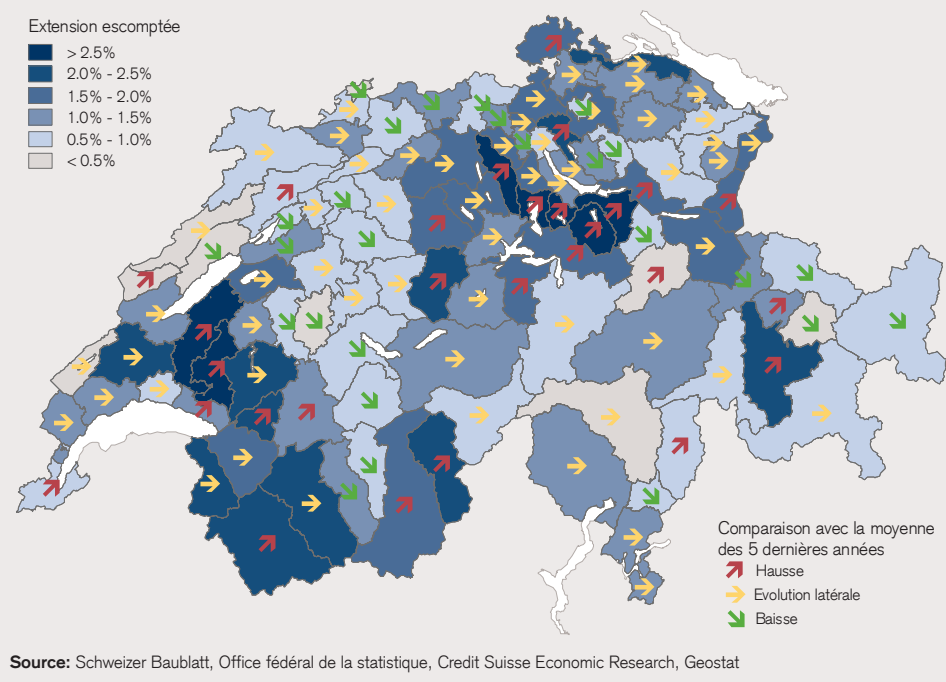 Extension escomptée
> 2.5%
2.0% - 2.5%
1.5% - 2.0%
1.0% - 1.5%
0.5% - 1.0%
< 0.5%
Comparaison avec la moyenne
des 5 dernières années
Hausse
Evolution latérale
Baisse
Source: Schweizer Baublatt, Office fédéral de la statistique, Credit Suisse Economic Research, Geostat